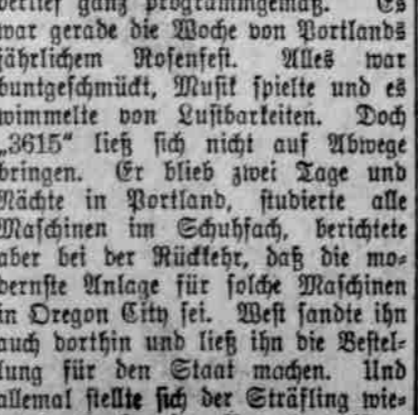 verlief ganz programmgemäß. Es
war gerade die Woche von Portlands
jährlichem Rosenfest. Alles war
buntgeschmückt, Musik spielte und es
wimmelte von Lustbarkeiten. Doch
„3615“ ließ sich nicht auf Abwege
bringen. Er blieb zwei Tage und
Nächte in Portland, studierte alle
Maschinen im Schuhfach, berichtete
aber bei der Rückkehr, daß die mo-
dernste Anlage für solche Maschinen
in Oregon City sei. West sandte ihn
auch dorthin und ließ ihn die Bestel-
lung für den Staat machen. Und
allemal stellte sich der Sträfling wie-